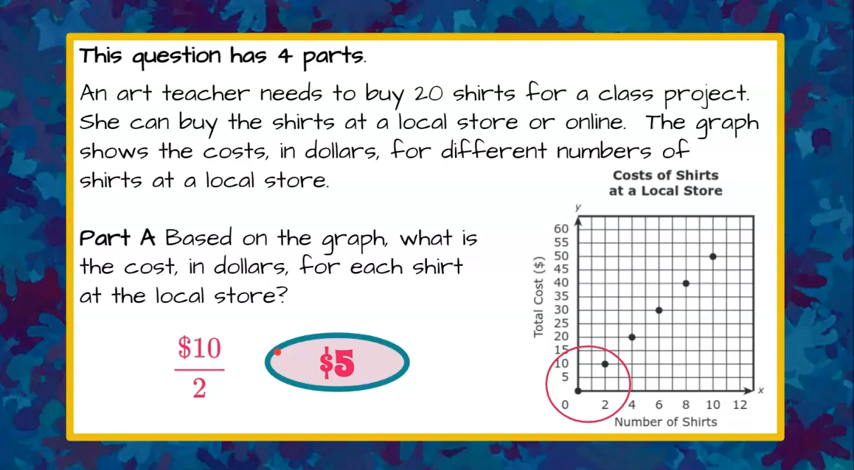 This question has 4 parts.
An art teacher needs to buy 20 shirts for a class project.
She can buy the shirts at a local store or online. The graph
shows the costs, in dollars, for different numbers of
shirts at a local store.
Part A Based on the graph, what is
the cost, in dollars, for each shirt
at the local store?
$10
2
$5
Costs of Shirts
at a Local Store
y
Total Cost ($)
60
55
50
45
40
35
30
25
20
15
10
5
0 2 4 6 8 10 12
x
Number of Shirts